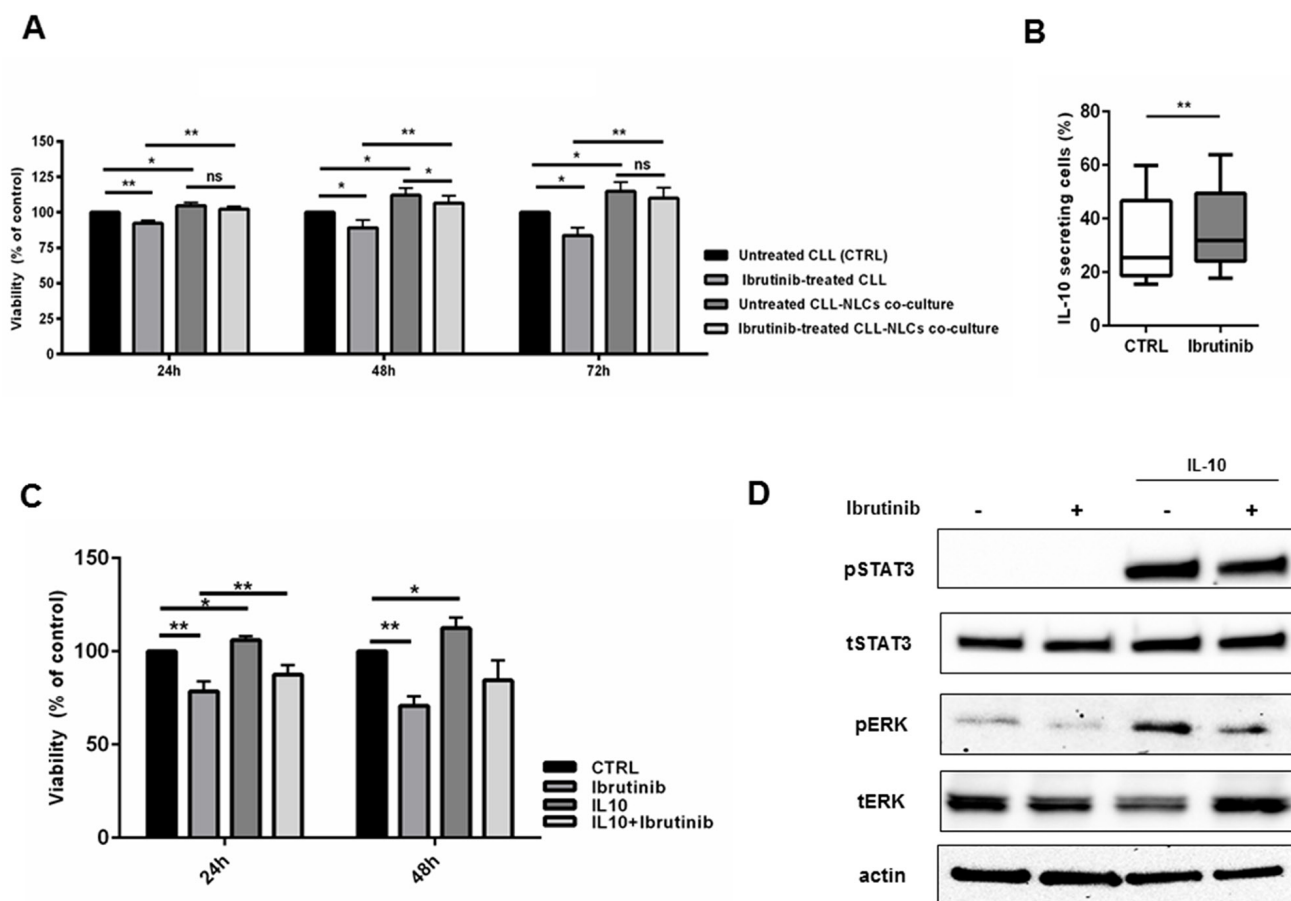 A
**
**
**
*
*
*
ns
ns
**
*
*
*
150
125
100
75
50
25
0
Viability (% of control)
24h
48h
72h
Untreated CLL (CTRL)
Ibrutinib-treated CLL
Untreated CLL-NLCs co-culture
Ibrutinib-treated CLL-NLCs co-culture
B
**
80
60
40
20
0
IL-10 secreting cells (%)
CTRL
Ibrutinib
C
**
*
*
**
**
150
100
50
0
Viability (% of control)
24h
48h
CTRL
Ibrutinib
IL10
IL10+Ibrutinib
D
IL-10
Ibrutinib - + - +
pSTAT3
tSTAT3
pERK
tERK
actin